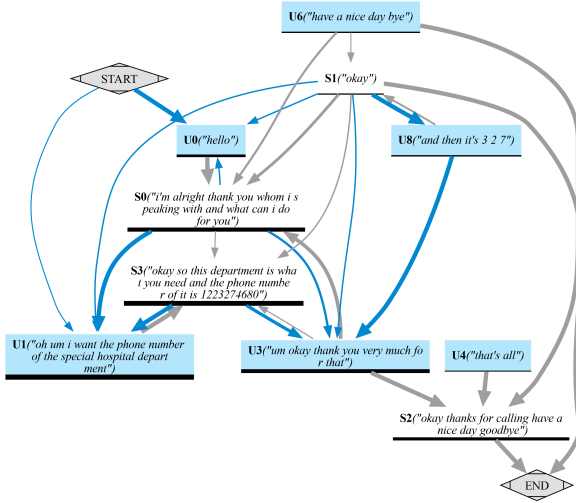 U6("have a nice day bye")
START
S1("okay")
U0("hello")
U8("and then it's 3 2 7")
S0("i'm alright thank you whom i s
peaking with and what can i do
for you")
S3("okay so this department is wha
t you need and the phone numbe
r of it is 1223274680")
U1("oh um i want the phone number
of the special hospital depart
ment")
U3("um okay thank you very much fo
r that")
U4("that's all")
S2("okay thanks for calling have a
nice day goodbye")
END